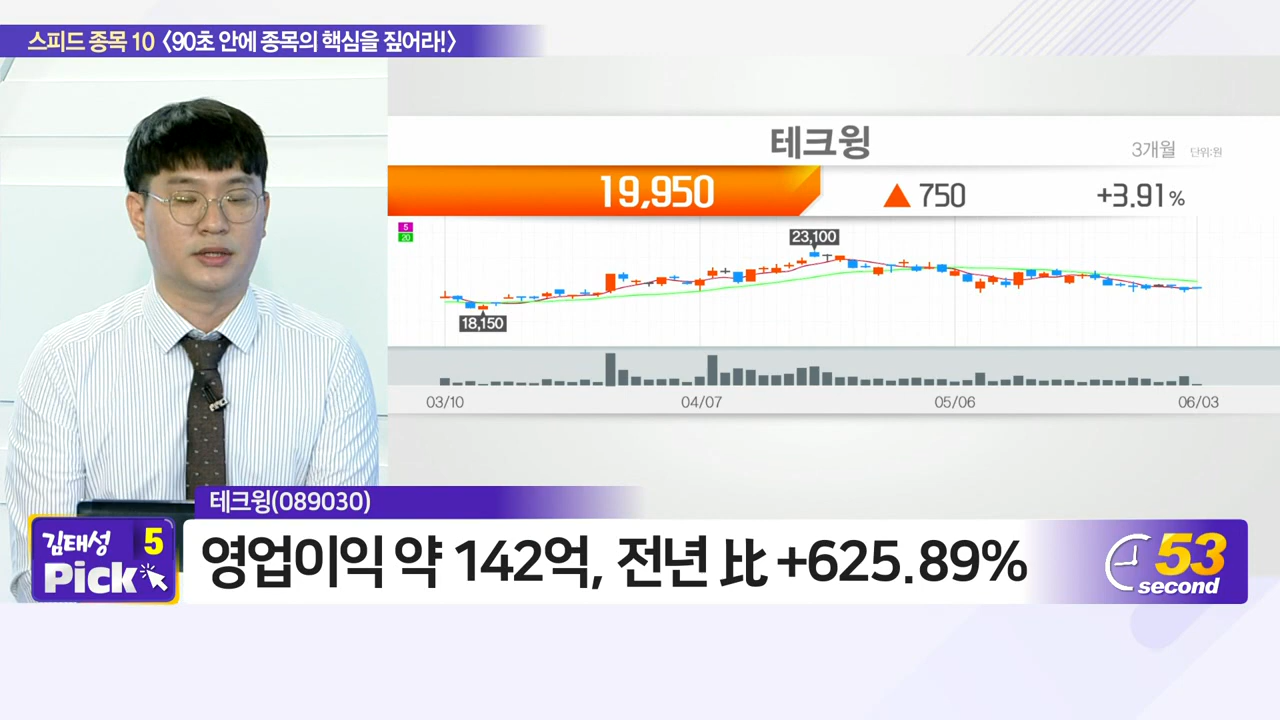 스피드 종목 10 〈90초 안에 종목의 핵심을 짚어라!〉
테크윙
3개월 단위:원
19,950 ▲ 750 +3.91%
5
20
23,100
18,150
03/10 04/07 05/06 06/03
테크윙(089030)
김태성 5
Pick
영업이익 약 142억, 전년 比 +625.89%
53
second